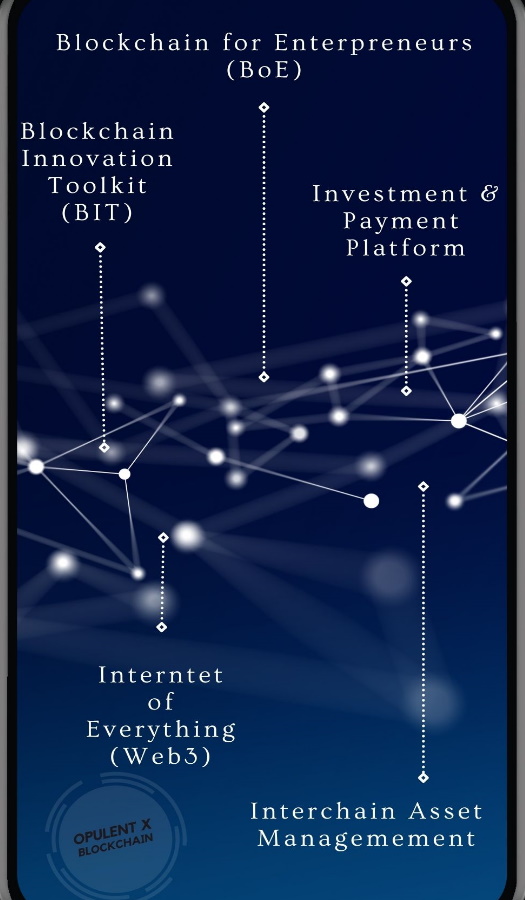 Blockchain for Enterpreneurs
(BoE)
Blockchain
Innovation
Toolkit
(BIT)
Investment &
Payment
Platform
Interntet
of
Everything
(Web3)
Interchain Asset
Managemement
OPULENT X
BLOCKCHAIN